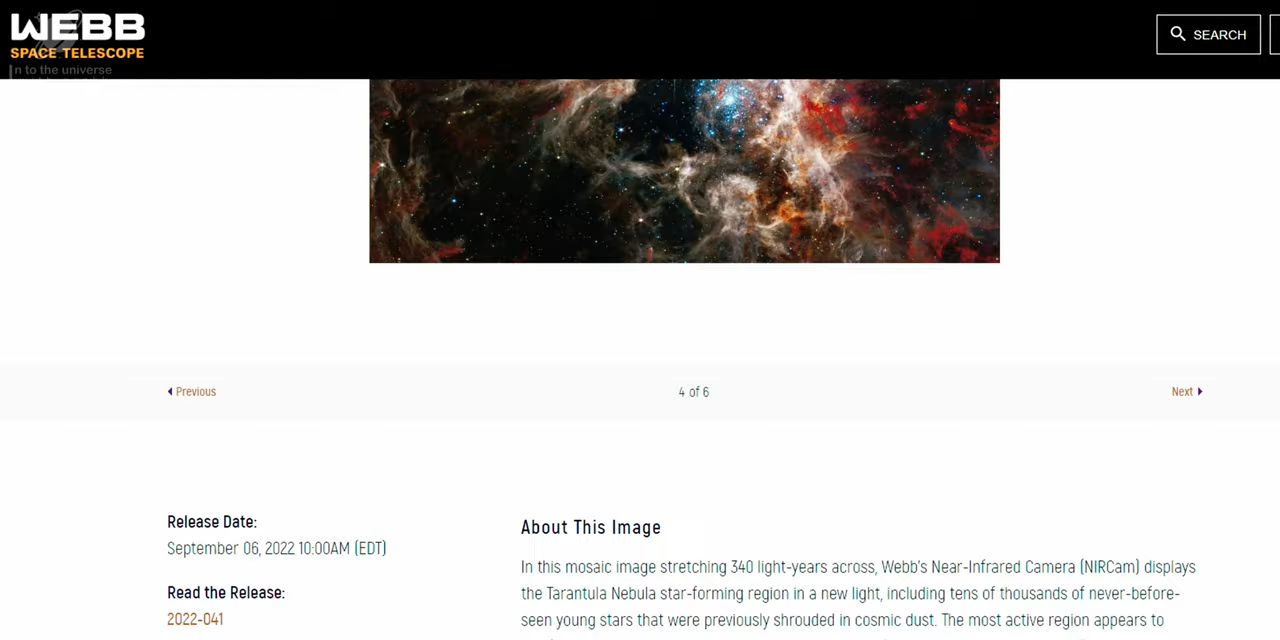 WEBB
SPACE TELESCOPE
n to the universe
SEARCH
Previous
4 of 6
Next
Release Date:
September 06, 2022 10:00AM (EDT)
Read the Release:
2022-041
About This Image
In this mosaic image stretching 340 light-years across, Webb's Near-Infrared Camera (NIRCam) displays
the Tarantula Nebula star-forming region in a new light, including tens of thousands of never-before-
seen young stars that were previously shrouded in cosmic dust. The most active region appears to